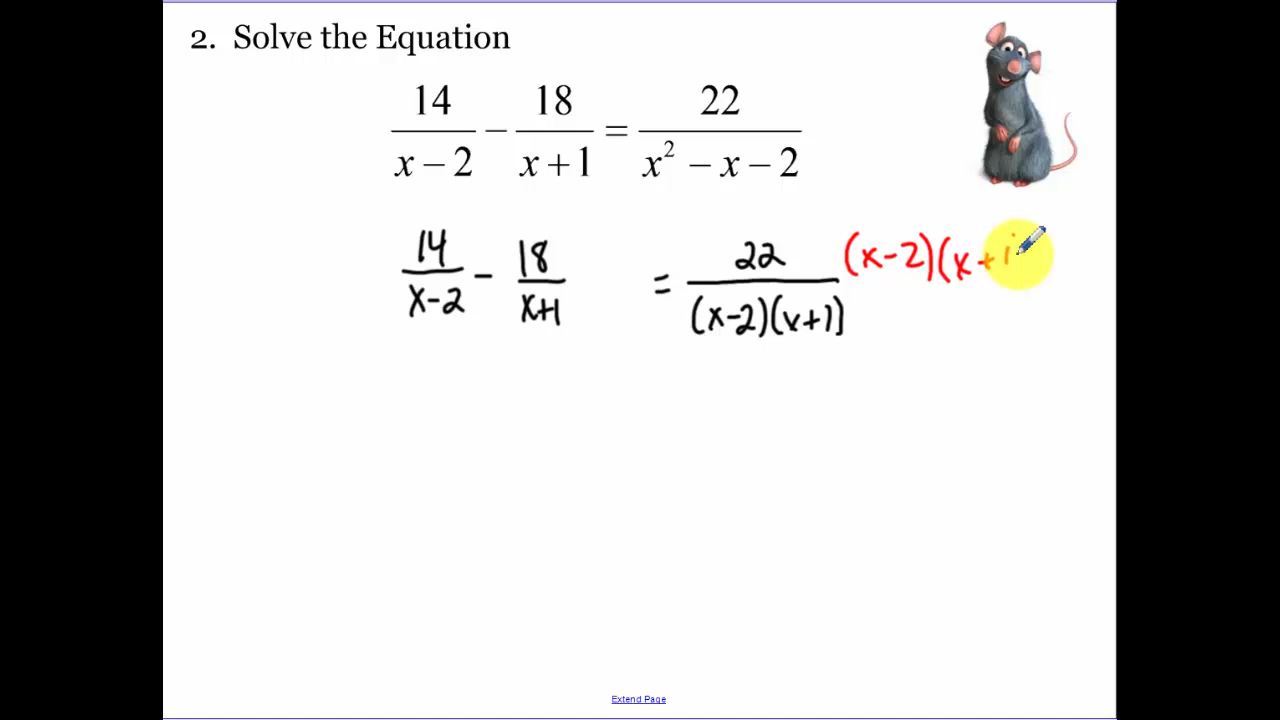 2. Solve the Equation
14/(x − 2) − 18/(x + 1) = 22/(x² − x − 2)
14/(x-2) - 18/(x+1) = 22/((x-2)(x+1)) (x-2)(x+1
Extend Page